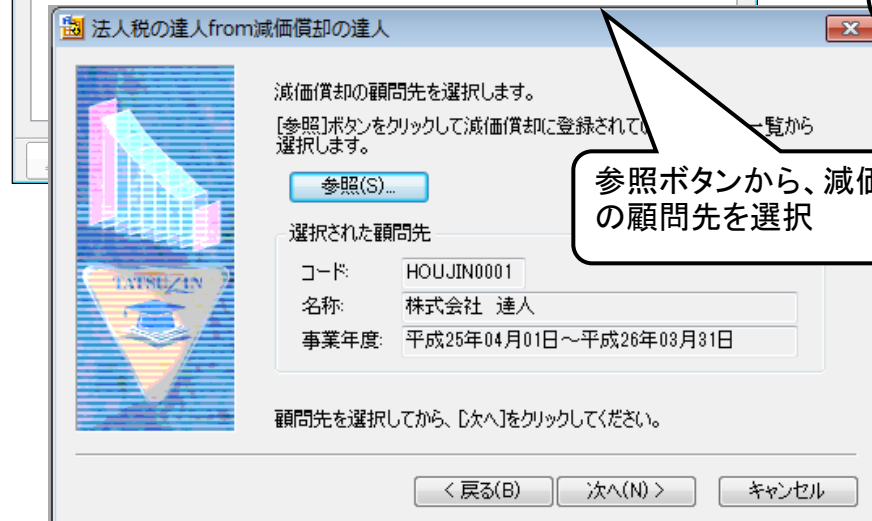 法人税の達人from減価償却の達人
減価償却の顧問先を選択します。
[参照]ボタンをクリックして減価償却に登録されて 一覧から
選択します。
参照(S)...
参照ボタンから、減価
の顧問先を選択
選択された顧問先
コード: HOUJIN0001
名称: 株式会社 達人
事業年度: 平成25年04月01日～平成26年03月31日
TATSUZIN
顧問先を選択してから、[次へ]をクリックしてください。
< 戻る(B) 次へ(N) > キャンセル